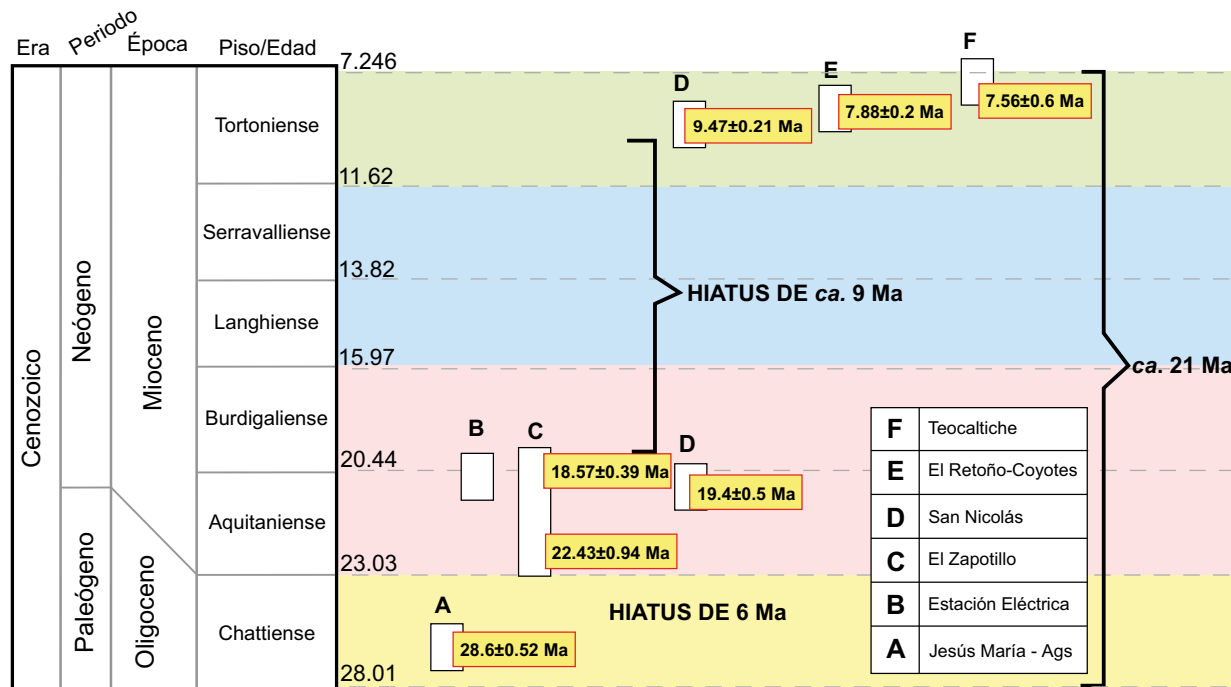 Era
Periodo
Época
Piso/Edad
Cenozoico
Neógeno
Paleógeno
Mioceno
Oligoceno
Tortoniense
Serravalliense
Langhiense
Burdigaliense
Aquitaniense
Chattiense
7.246
11.62
13.82
15.97
20.44
23.03
28.01
F
7.56±0.6 Ma
E
7.88±0.2 Ma
D
9.47±0.21 Ma
HIATUS DE ca. 9 Ma
ca. 21 Ma
B
C
18.57±0.39 Ma
22.43±0.94 Ma
D
19.4±0.5 Ma
HIATUS DE 6 Ma
A
28.6±0.52 Ma
F Teocaltiche
E El Retoño-Coyotes
D San Nicolás
C El Zapotillo
B Estación Eléctrica
A Jesús María - Ags